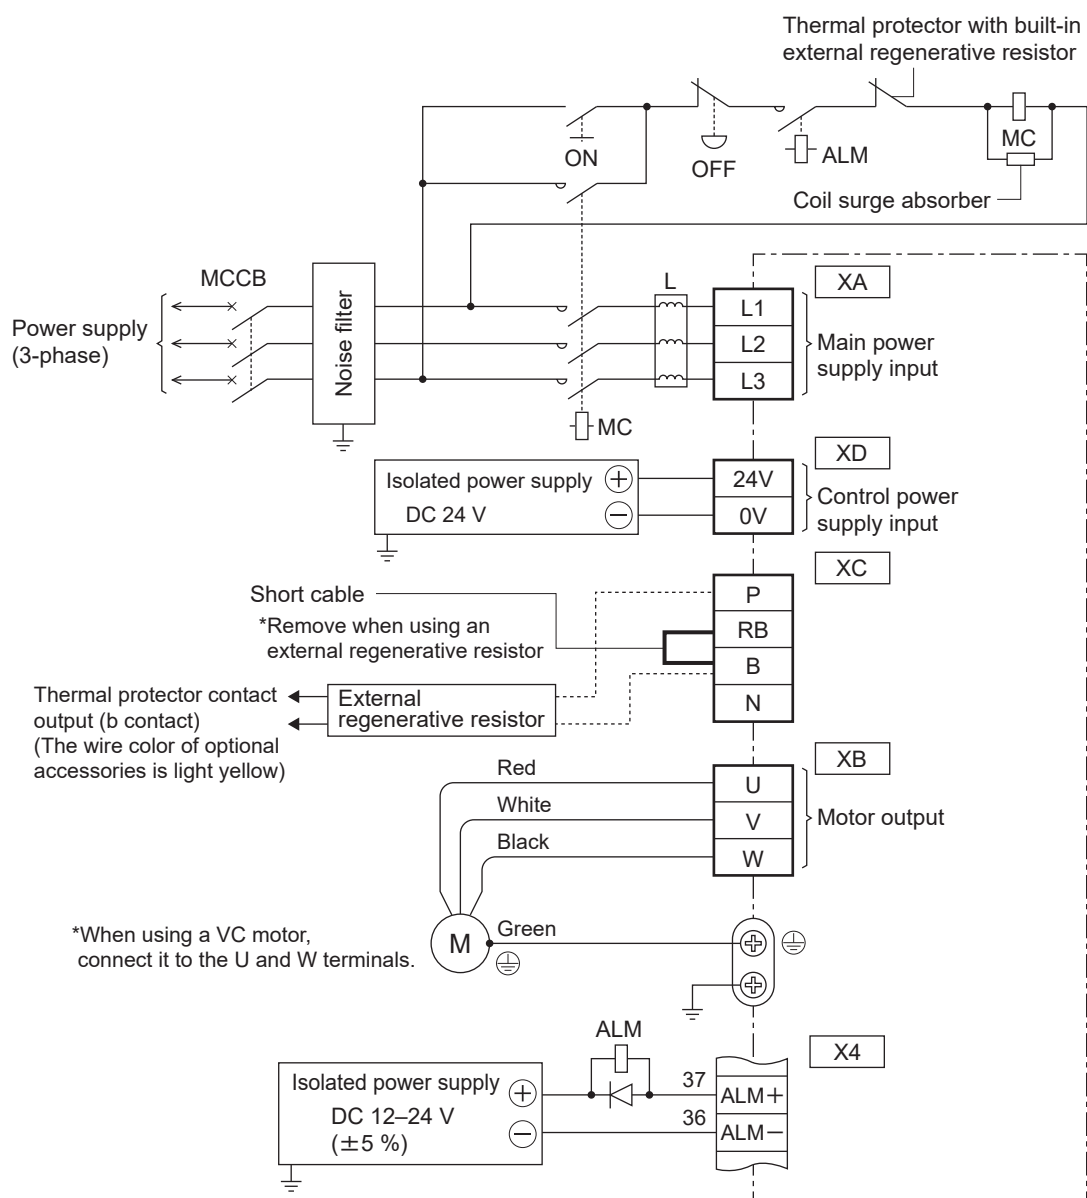 Thermal protector with built-in
external regenerative resistor
ON
OFF
ALM
MC
Coil surge absorber
MCCB
Power supply
(3-phase)
Noise filter
L
MC
XA
L1
L2
L3
Main power
supply input
XD
Isolated power supply
DC 24 V
+
−
24V
0V
Control power
supply input
XC
Short cable
*Remove when using an
external regenerative resistor
P
RB
B
N
Thermal protector contact
output (b contact)
(The wire color of optional
accessories is light yellow)
External
regenerative resistor
XB
Red
White
Black
U
V
W
Motor output
*When using a VC motor,
connect it to the U and W terminals.
M
Green
ALM
X4
Isolated power supply
DC 12–24 V
(±5 %)
+
−
37
36
ALM+
ALM−